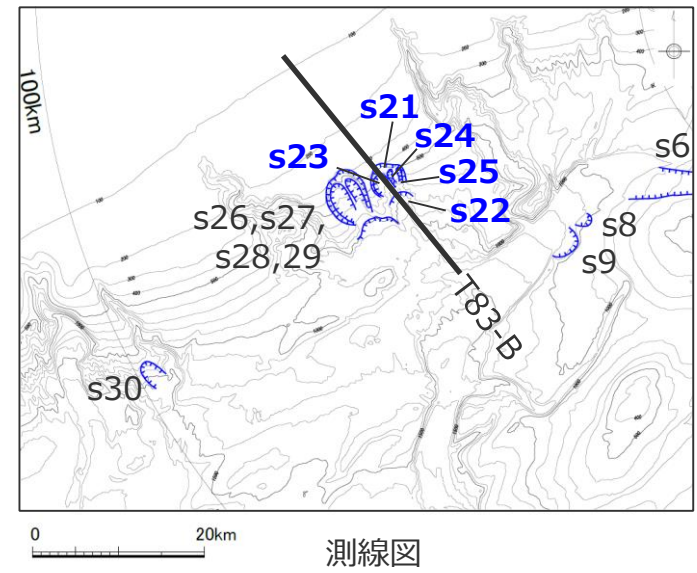 100km
s21
s24
s23
s25
s6
s22
s26,s27,
s28,29
s8
s9
T83-B
s30
0 20km
測線図